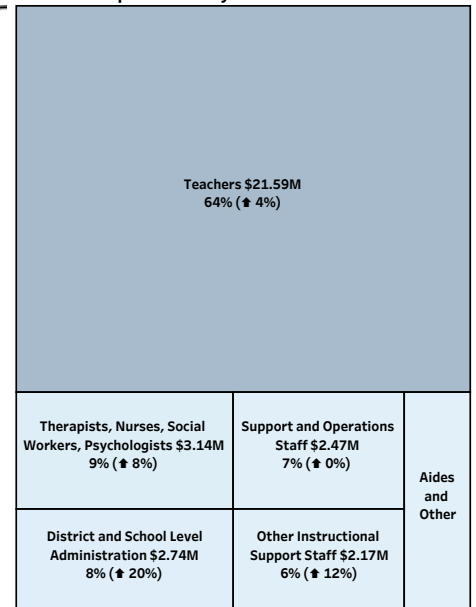 Teachers $21.59M
64% (⬆ 4%)
Therapists, Nurses, Social
Workers, Psychologists $3.14M
9% (⬆ 8%)
Support and Operations
Staff $2.47M
7% (⬆ 0%)
Aides
and
Other
District and School Level
Administration $2.74M
8% (⬆ 20%)
Other Instructional
Support Staff $2.17M
6% (⬆ 12%)